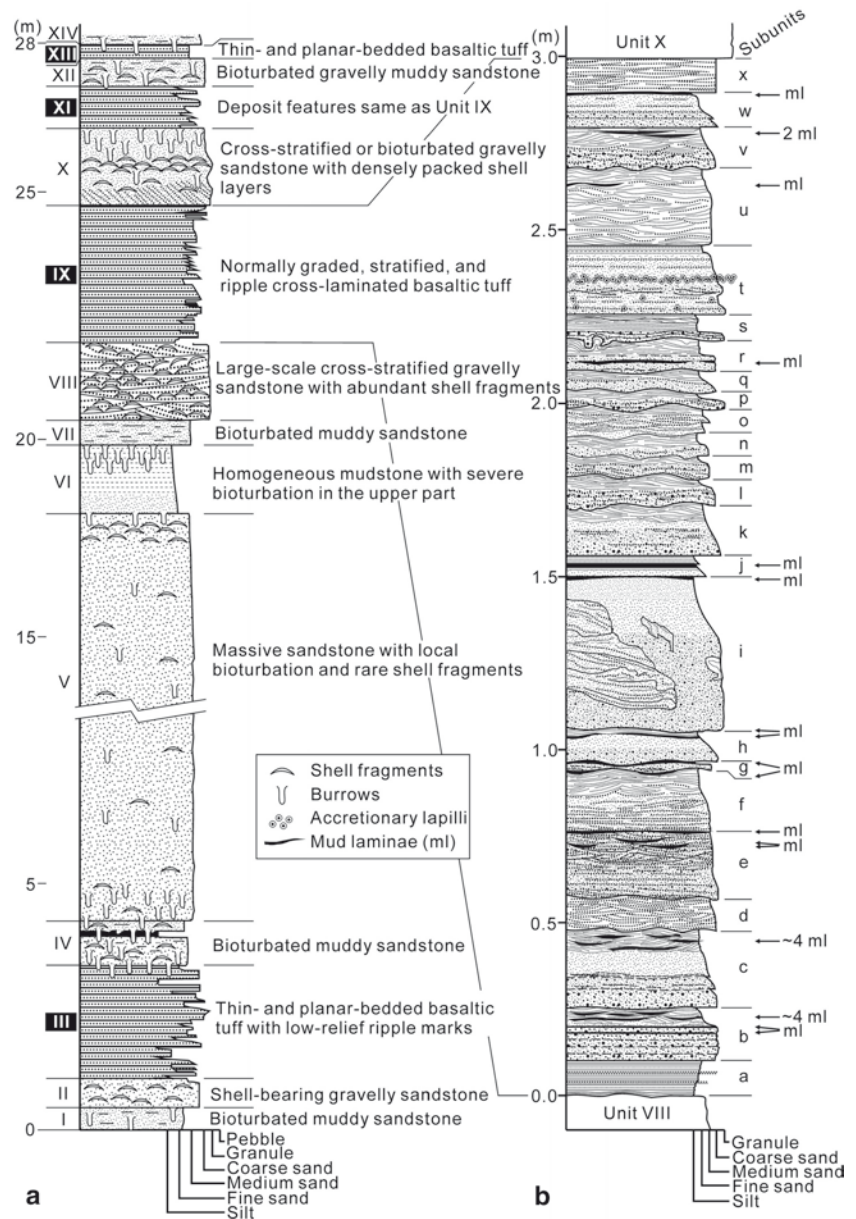 (m)
XIV
28
XII
Thin- and planar-bedded basaltic tuff
XII
Bioturbated gravelly muddy sandstone
XI
Deposit features same as Unit IX
X
Cross-stratified or bioturbated gravelly
sandstone with densely packed shell
layers
25
IX
Normally graded, stratified, and
ripple cross-laminated basaltic tuff
VIII
Large-scale cross-stratified gravelly
sandstone with abundant shell fragments
VII
Bioturbated muddy sandstone
20
VI
Homogeneous mudstone with severe
bioturbation in the upper part
15
V
Massive sandstone with local
bioturbation and rare shell fragments
Shell fragments
Burrows
Accretionary lapilli
Mud laminae (ml)
5
IV
Bioturbated muddy sandstone
III
Thin- and planar-bedded basaltic
tuff with low-relief ripple marks
II
Shell-bearing gravelly sandstone
I
Bioturbated muddy sandstone
0
Pebble
Granule
Coarse sand
Medium sand
Fine sand
Silt
a
(m)
Subunits
3.0
Unit X
x
ml
w
2 ml
v
ml
u
2.5
t
s
r
ml
q
p
2.0
o
n
m
l
k
j
ml
1.5
ml
i
ml
1.0
h
g
ml
f
ml
ml
e
0.5
d
~4 ml
c
~4 ml
b
ml
a
0.0
Unit VIII
Granule
Coarse sand
Medium sand
Fine sand
Silt
b